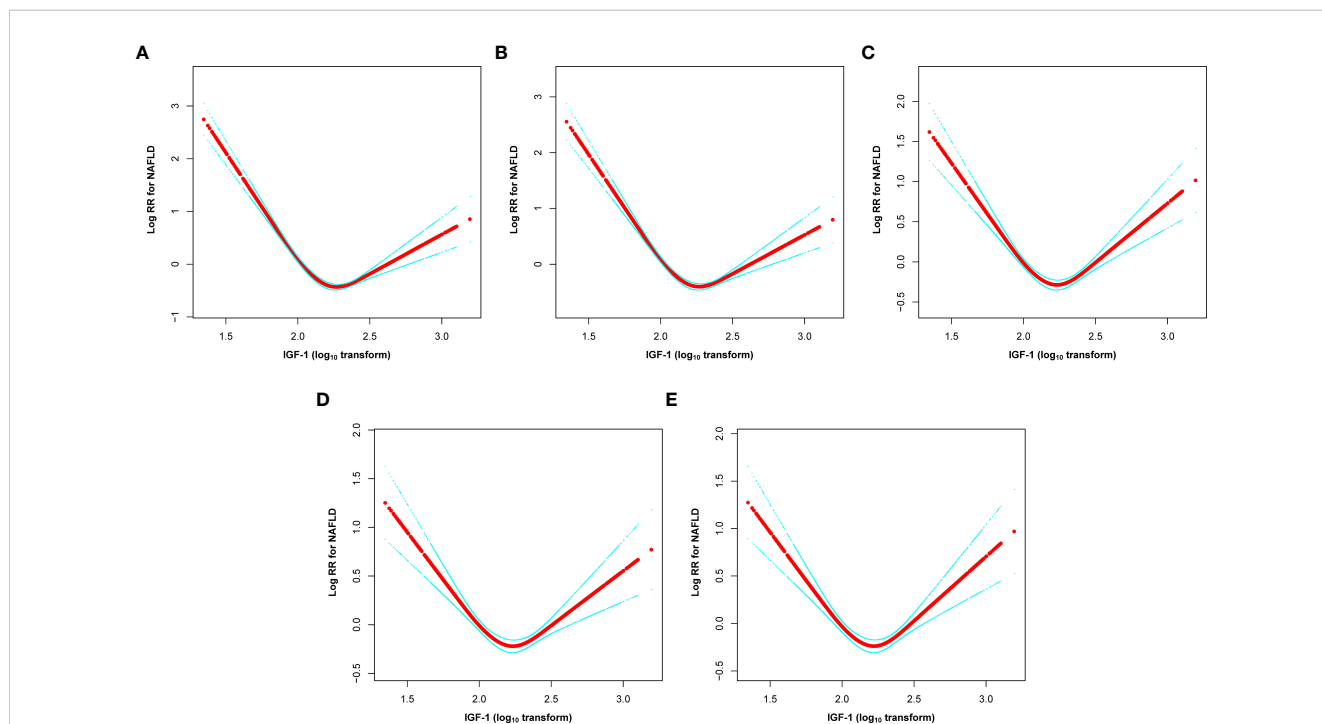 A
Log RR for NAFLD
3
2
1
0
−1
1.5 2.0 2.5 3.0
IGF-1 (log₁₀ transform)
B
Log RR for NAFLD
3
2
1
0
1.5 2.0 2.5 3.0
IGF-1 (log₁₀ transform)
C
Log RR for NAFLD
2.0
1.5
1.0
0.5
0.0
−0.5
1.5 2.0 2.5 3.0
IGF-1 (log₁₀ transform)
D
Log RR for NAFLD
2.0
1.5
1.0
0.5
0.0
−0.5
1.5 2.0 2.5 3.0
IGF-1 (log₁₀ transform)
E
Log RR for NAFLD
2.0
1.5
1.0
0.5
0.0
−0.5
1.5 2.0 2.5 3.0
IGF-1 (log₁₀ transform)